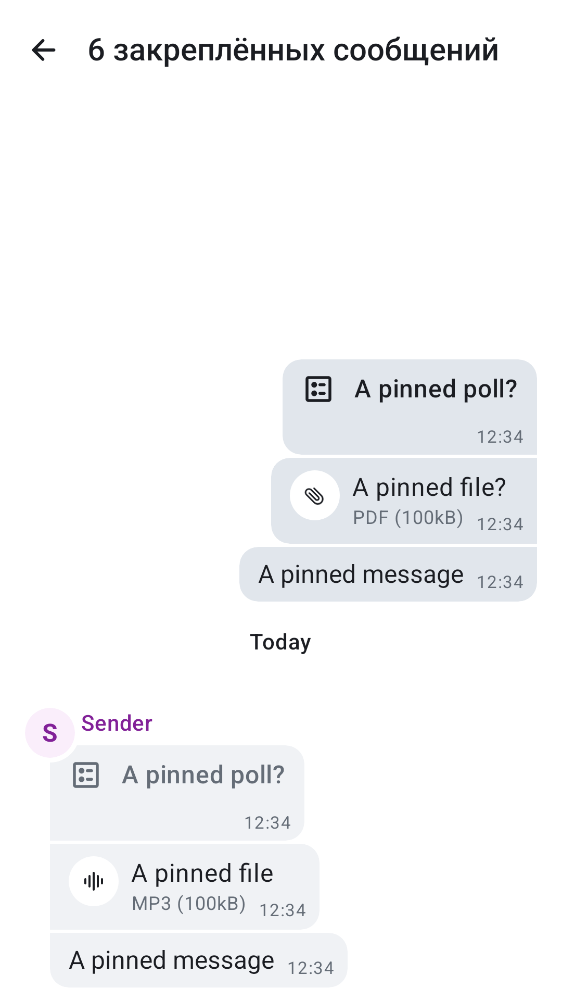 6 закреплённых сообщений
A pinned poll?
12:34
A pinned file?
PDF (100kB) 12:34
A pinned message 12:34
Today
S Sender
A pinned poll?
12:34
A pinned file
MP3 (100kB) 12:34
A pinned message 12:34